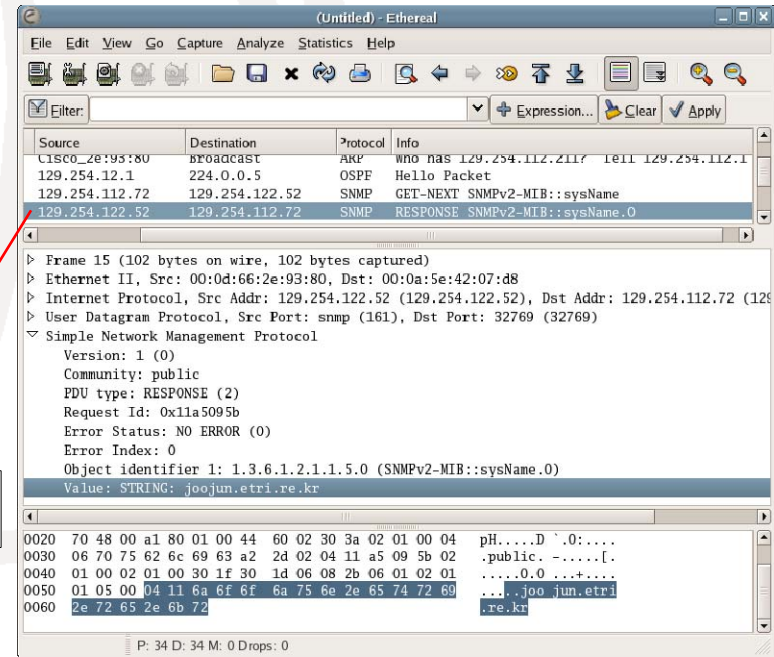 (Untitled) - Ethereal
File Edit View Go Capture Analyze Statistics Help
Filter: Expression... Clear Apply
Source Destination Protocol Info
Cisco_2e:93:80 Broadcast ARP Who has 129.254.112.211? Tell 129.254.112.1
129.254.12.1 224.0.0.5 OSPF Hello Packet
129.254.112.72 129.254.122.52 SNMP GET-NEXT SNMPv2-MIB::sysName
129.254.122.52 129.254.112.72 SNMP RESPONSE SNMPv2-MIB::sysName.0
Frame 15 (102 bytes on wire, 102 bytes captured)
Ethernet II, Src: 00:0d:66:2e:93:80, Dst: 00:0a:5e:42:07:d8
Internet Protocol, Src Addr: 129.254.122.52 (129.254.122.52), Dst Addr: 129.254.112.72 (129
User Datagram Protocol, Src Port: snmp (161), Dst Port: 32769 (32769)
Simple Network Management Protocol
Version: 1 (0)
Community: public
PDU type: RESPONSE (2)
Request Id: 0x11a5095b
Error Status: NO ERROR (0)
Error Index: 0
Object identifier 1: 1.3.6.1.2.1.1.5.0 (SNMPv2-MIB::sysName.0)
Value: STRING: joojun.etri.re.kr
0020 70 48 00 a1 80 01 00 44 60 02 30 3a 02 01 00 04 pH.....D `.0:....
0030 06 70 75 62 6c 69 63 a2 2d 02 04 11 a5 09 5b 02 .public. -.....[.
0040 01 00 02 01 00 30 1f 30 1d 06 08 2b 06 01 02 01 .....0.0 ...+....
0050 01 05 00 04 11 6a 6f 6f 6a 75 6e 2e 65 74 72 69 .....joo jun.etri
0060 2e 72 65 2e 6b 72 .re.kr
P: 34 D: 34 M: 0 Drops: 0